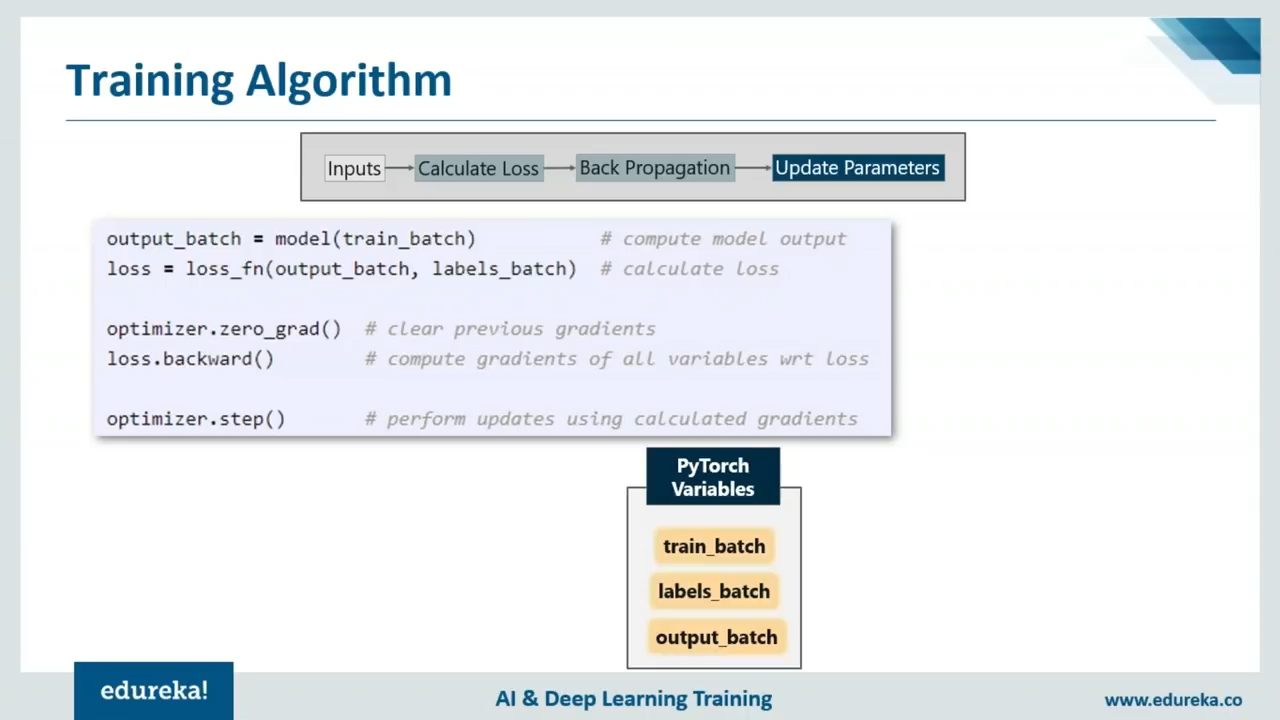 Training Algorithm
Inputs Calculate Loss Back Propagation Update Parameters
output_batch = model(train_batch) # compute model output
loss = loss_fn(output_batch, labels_batch) # calculate loss
optimizer.zero_grad() # clear previous gradients
loss.backward() # compute gradients of all variables wrt loss
optimizer.step() # perform updates using calculated gradients
PyTorch
Variables
train_batch
labels_batch
output_batch
edureka!
AI & Deep Learning Training
www.edureka.co